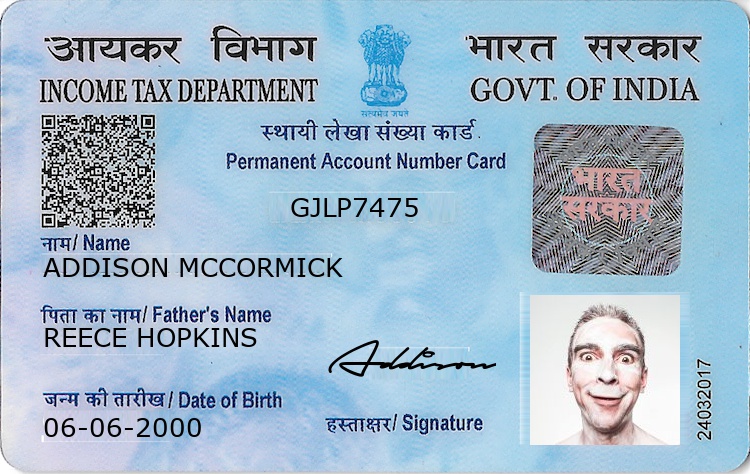 आयकर विभाग
INCOME TAX DEPARTMENT
सत्यमेव जयते
भारत सरकार
GOVT. OF INDIA
स्थायी लेखा संख्या कार्ड
Permanent Account Number Card
GJLP7475
भारत
सरकार
नाम/ Name
ADDISON MCCORMICK
पिता का नाम/ Father's Name
REECE HOPKINS
Addison
जन्म की तारीख/ Date of Birth
06-06-2000
हस्ताक्षर/ Signature
24032017